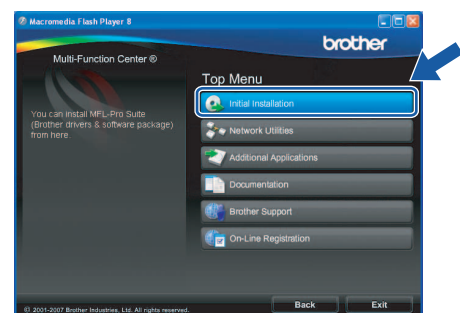 Macromedia Flash Player 8
brother
Multi-Function Center ®
Top Menu
You can install MFL-Pro Suite
(Brother drivers & software package)
from here.
Initial Installation
Network Utilities
Additional Applications
Documentation
Brother Support
On-Line Registration
© 2001-2007 Brother Industries, Ltd. All rights reserved.
Back
Exit